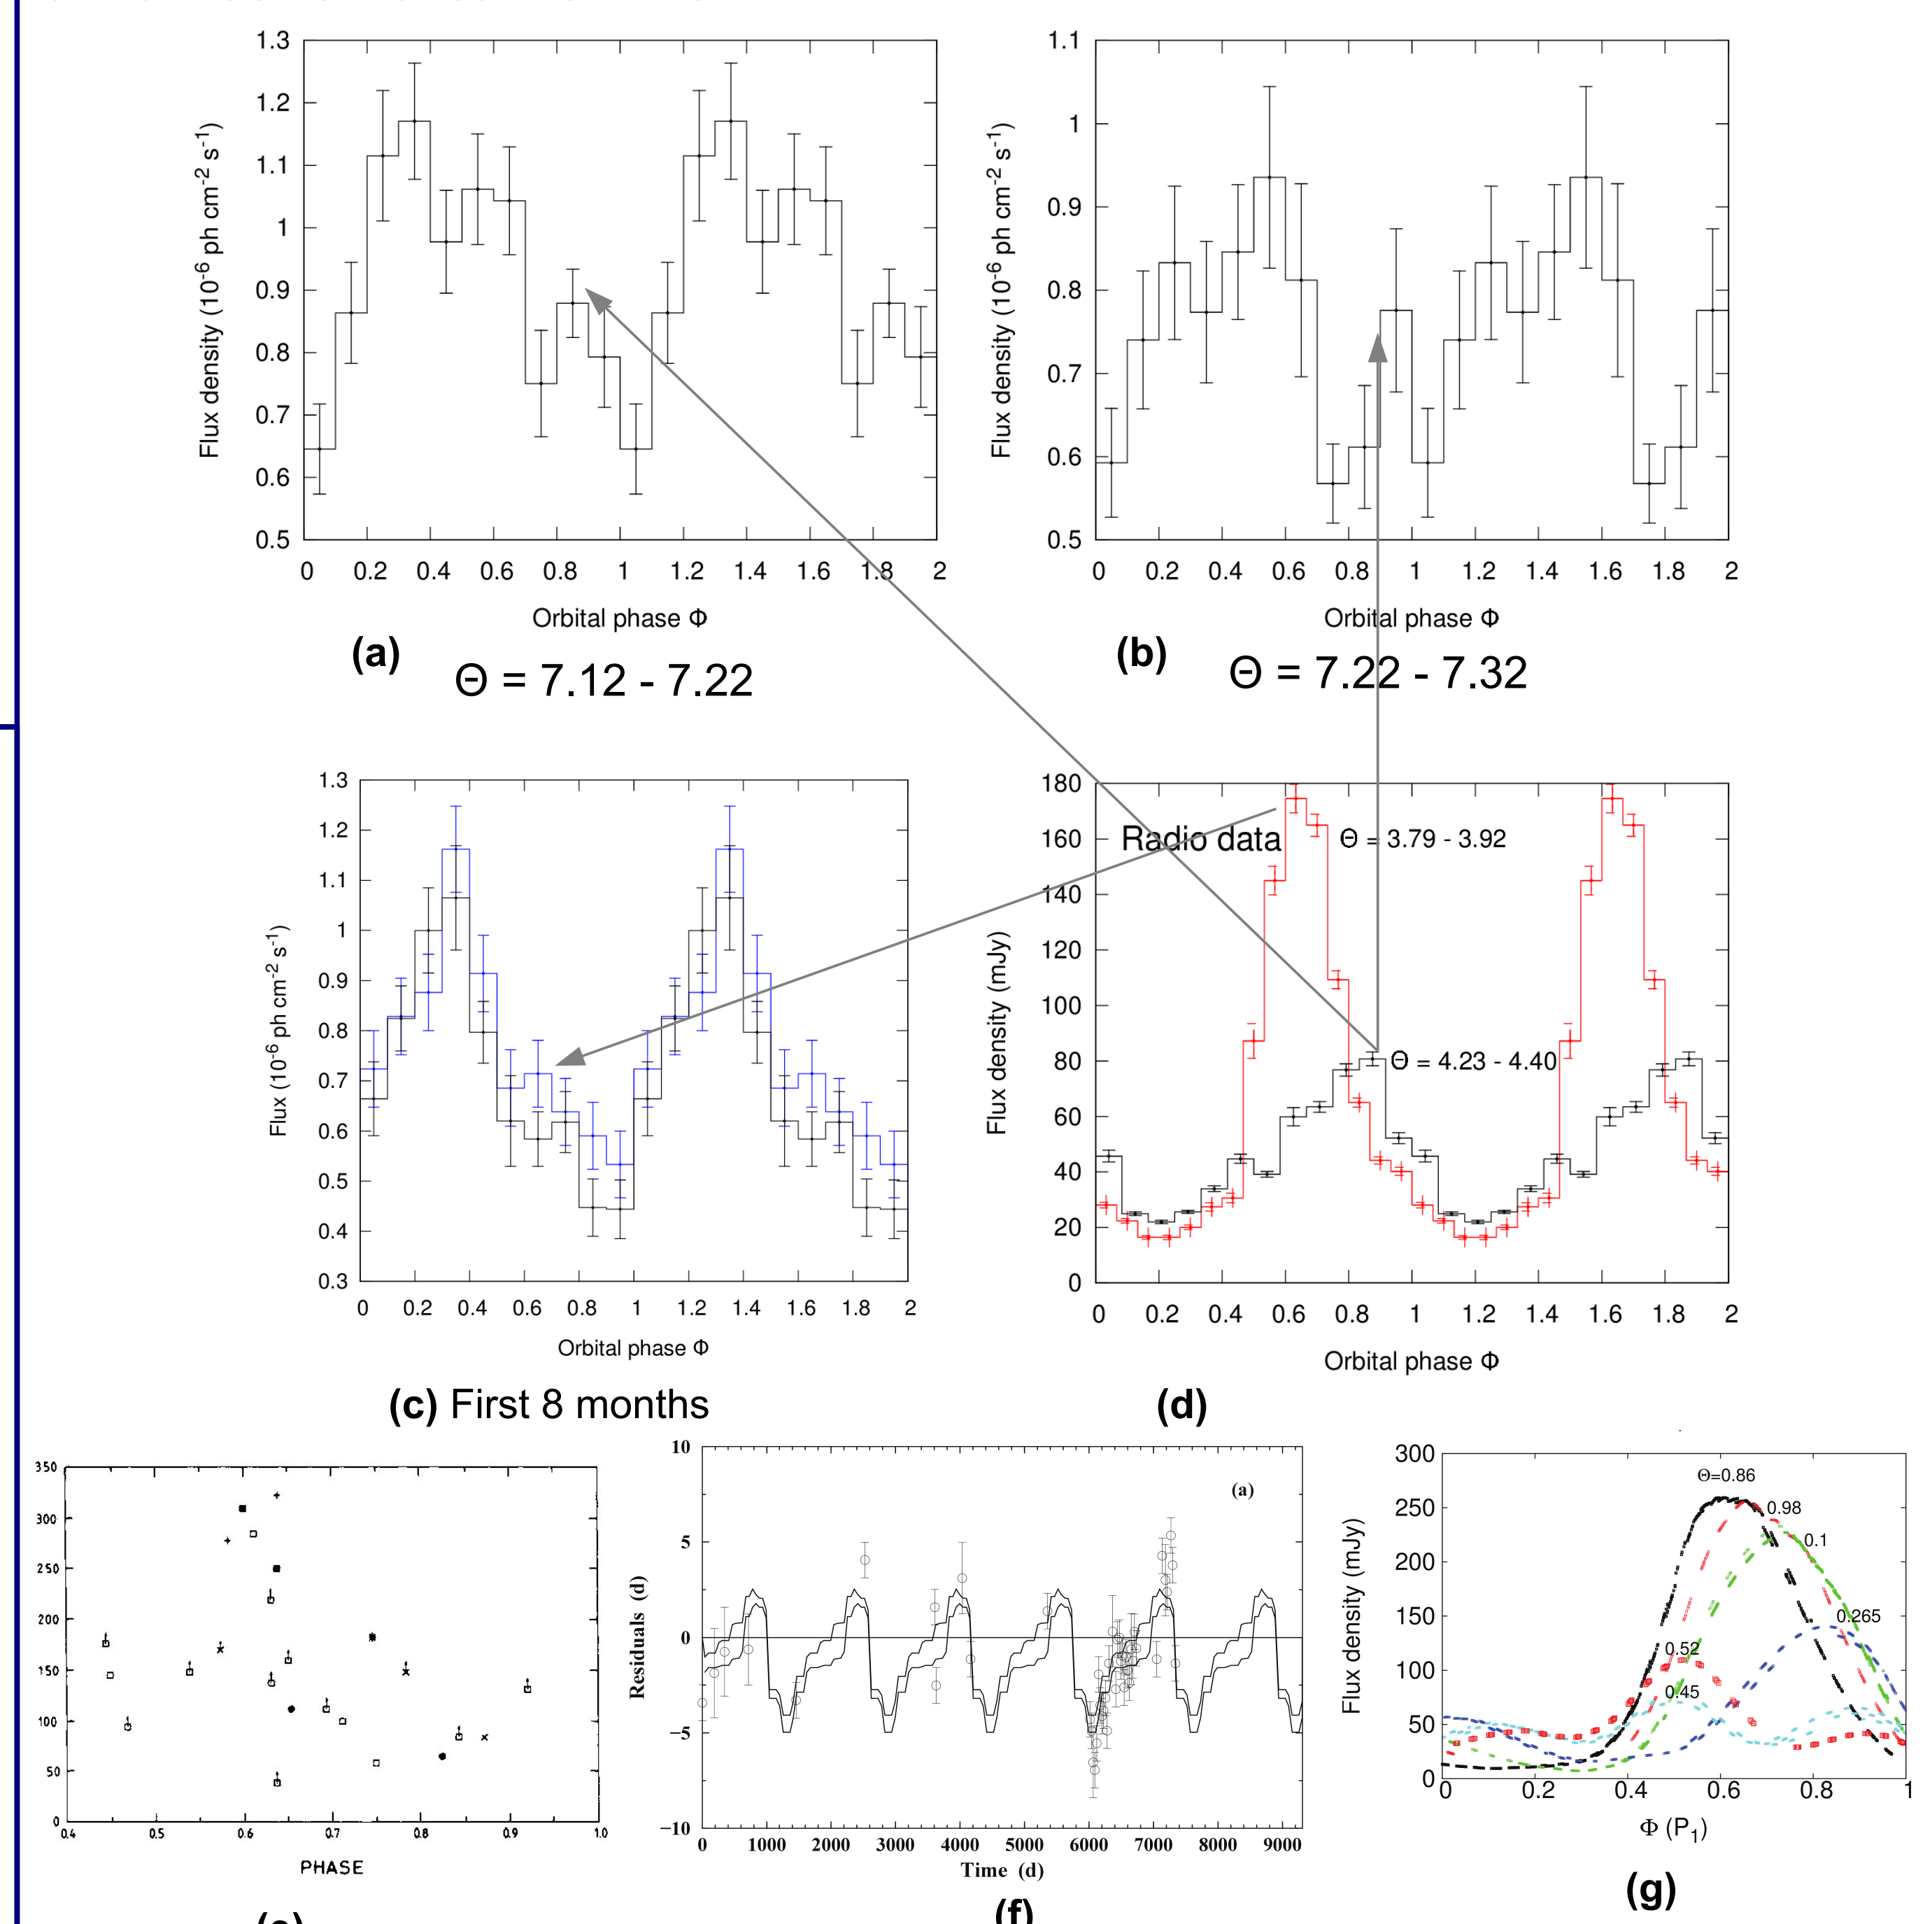 1.3
1.2
1.1
1
0.9
0.8
0.7
0.6
0.5
Flux density (10⁻⁶ ph cm⁻² s⁻¹)
0 0.2 0.4 0.6 0.8 1 1.2 1.4 1.6 1.8 2
Orbital phase Φ
(a)
Θ = 7.12 - 7.22
1.1
1
0.9
0.8
0.7
0.6
0.5
Flux density (10⁻⁶ ph cm⁻² s⁻¹)
0 0.2 0.4 0.6 0.8 1 1.2 1.4 1.6 1.8 2
Orbital phase Φ
(b)
Θ = 7.22 - 7.32
1.3
1.2
1.1
1
0.9
0.8
0.7
0.6
0.5
0.4
0.3
Flux (10⁻⁶ ph cm⁻² s⁻¹)
0 0.2 0.4 0.6 0.8 1 1.2 1.4 1.6 1.8 2
Orbital phase Φ
(c) First 8 months
180
160
140
120
100
80
60
40
20
0
Flux density (mJy)
Radio data
Θ = 3.79 - 3.92
Θ = 4.23 - 4.40
0 0.2 0.4 0.6 0.8 1 1.2 1.4 1.6 1.8 2
Orbital phase Φ
(d)
350
300
250
200
150
100
50
0
0.4 0.5 0.6 0.7 0.8 0.9 1.0
PHASE
10
5
0
−5
−10
Residuals (d)
(a)
0 1000 2000 3000 4000 5000 6000 7000 8000 9000
Time (d)
(f)
300
250
200
150
100
50
0
Flux density (mJy)
Θ=0.86
0.98
0.1
0.265
0.52
0.45
0 0.2 0.4 0.6 0.8 1
Φ (P₁)
(g)